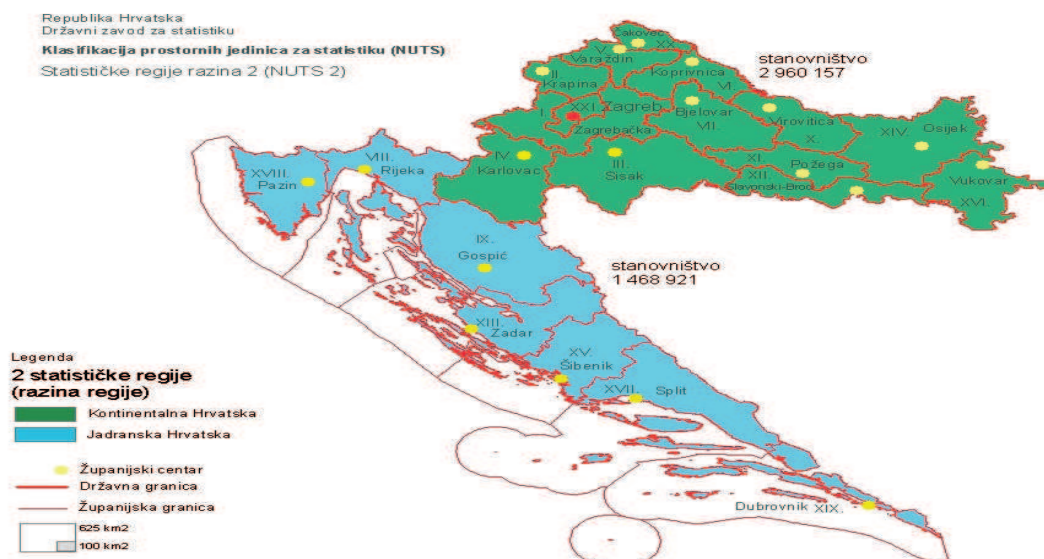 Republika Hrvatska
Državni zavod za statistiku
Klasifikacija prostornih jedinica za statistiku (NUTS)
Statističke regije razina 2 (NUTS 2)
Čakovec
XX.
V.
Varaždin
stanovništvo
2 960 157
Koprivnica
II.
Krapina
VI.
I.
XXI.
Zagreb
Bjelovar
Virovitica
Zagrebačka
VII.
X.
XIV.
Osijek
IV.
Karlovac
III.
Sisak
XI.
Požega
XII.
Slavonski-Brod
Vukovar
XVI.
VIII.
Rijeka
XVIII.
Pazin
IX.
Gospić
stanovništvo
1 468 921
XIII.
Zadar
XV.
Šibenik
XVII.
Split
Dubrovnik
XIX.
Legenda
2 statističke regije
(razina regije)
Kontinentalna Hrvatska
Jadranska Hrvatska
Županijski centar
Državna granica
Županijska granica
625 km2
100 km2